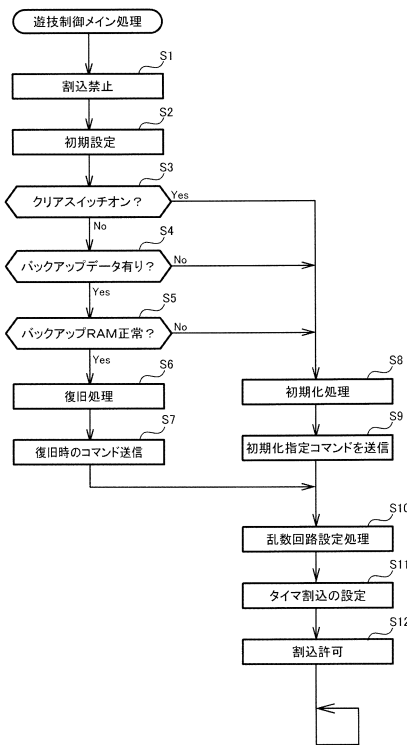 遊技制御メイン処理
S1
割込禁止
S2
初期設定
S3
クリアスイッチオン？
Yes
No
S4
バックアップデータ有り？
No
Yes
S5
バックアップRAM正常？
No
Yes
S6
復旧処理
S7
復旧時のコマンド送信
S8
初期化処理
S9
初期化指定コマンドを送信
S10
乱数回路設定処理
S11
タイマ割込の設定
S12
割込許可